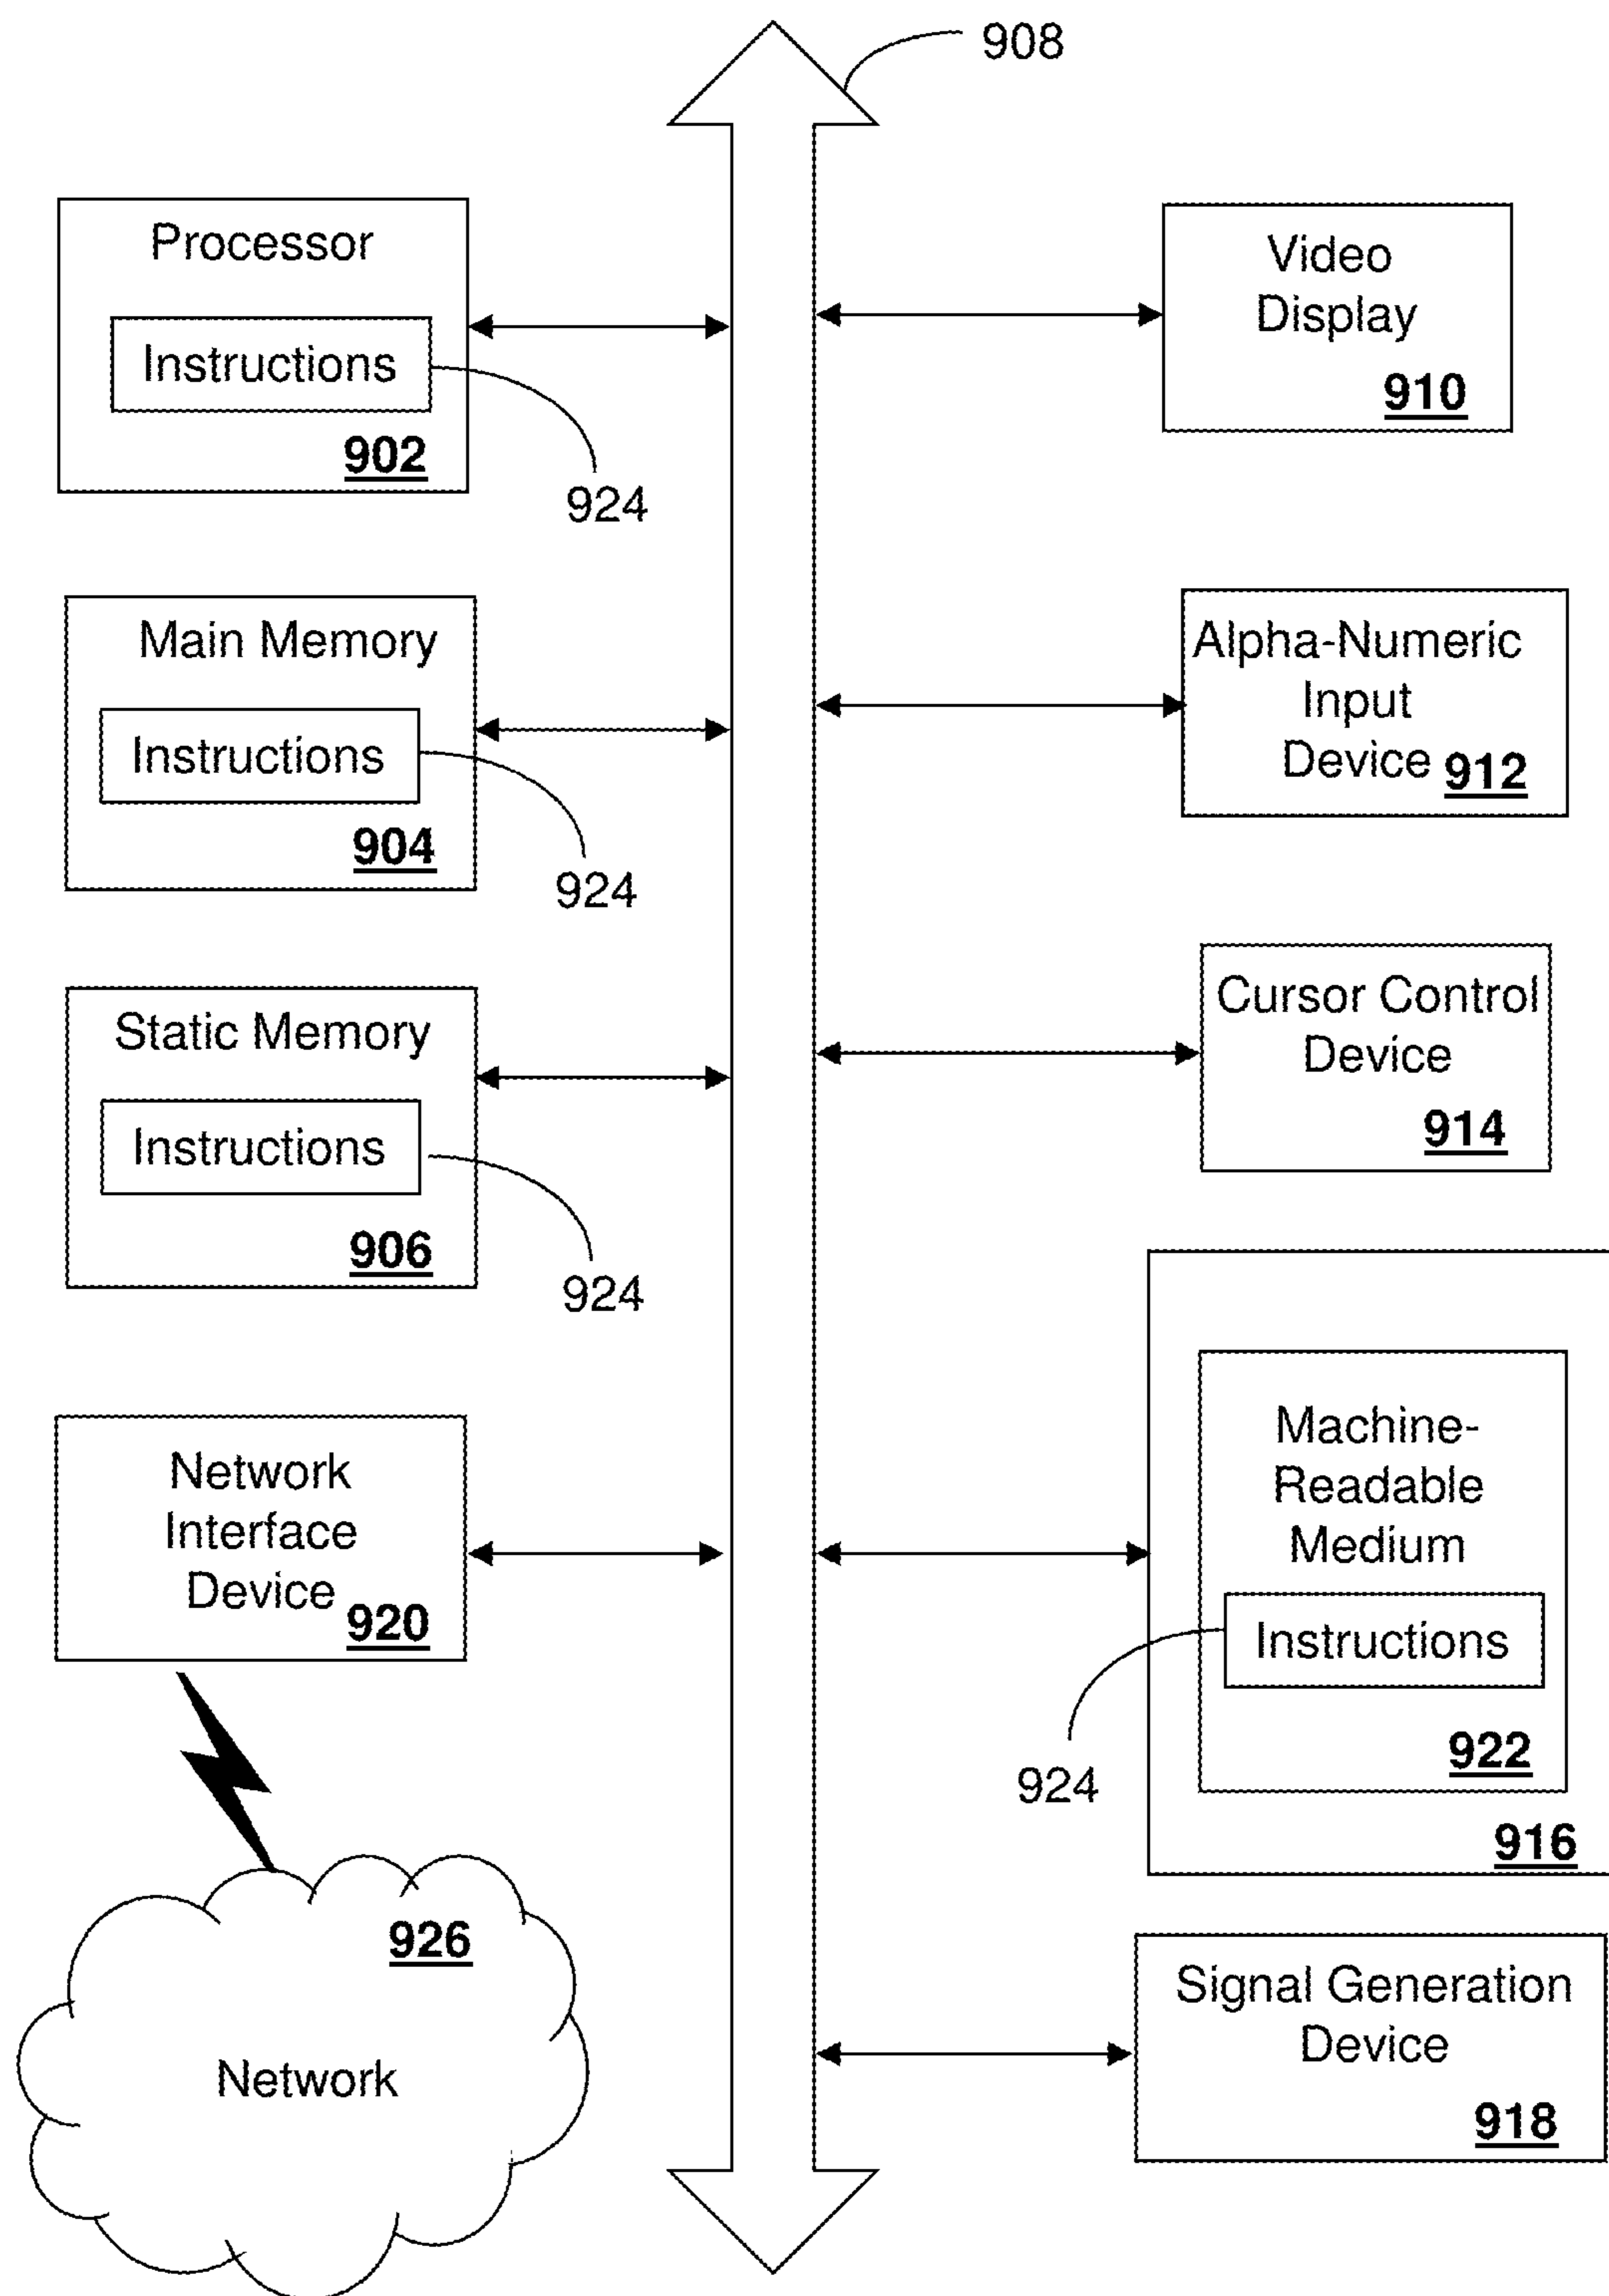 908
Processor
Instructions
902
924
Main Memory
Instructions
904
924
Static Memory
Instructions
906
924
Network
Interface
Device
920
926
Network
Video
Display
910
Alpha-Numeric
Input
Device
912
Cursor Control
Device
914
Machine-
Readable
Medium
Instructions
924
922
916
Signal Generation
Device
918